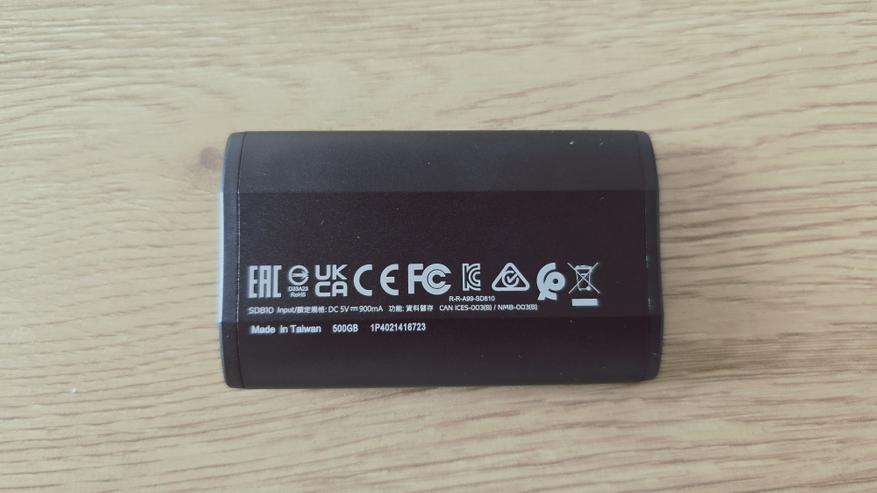 EAC D33A23 RoHS UK CA CE FC KC
R-R-A99-SD810
SD810 Input/額定規格: DC 5V⎓900mA 功能: 資料儲存 CAN ICES-003(B) / NMB-003(B)
Made in Taiwan 500GB 1P4021416723